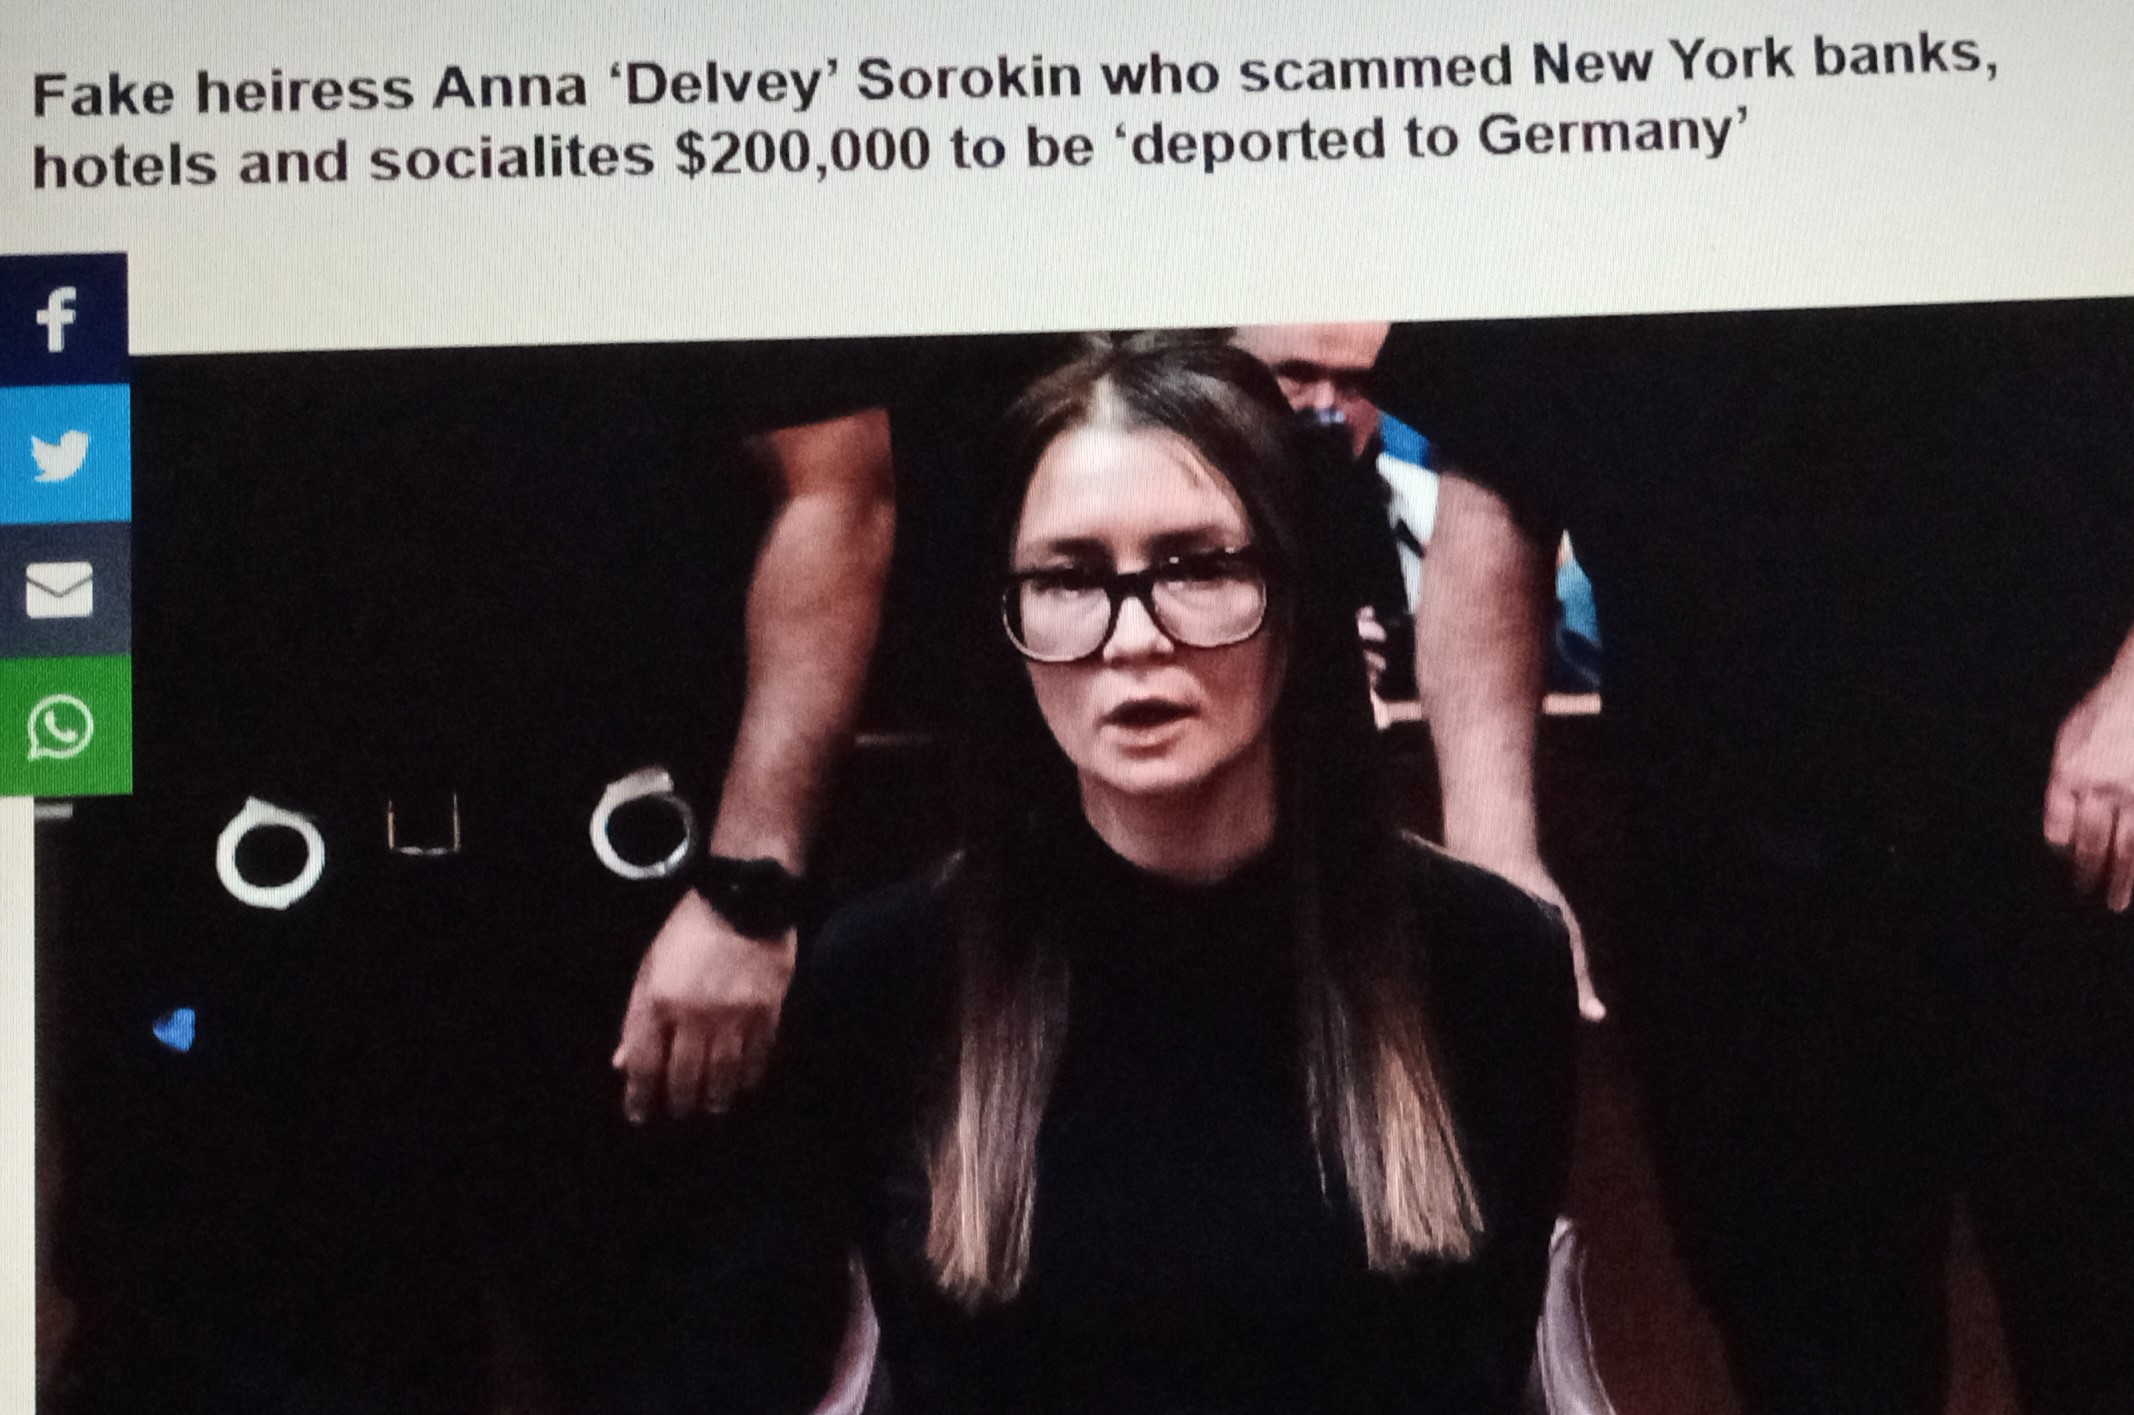 Fake heiress Anna ‘Delvey’ Sorokin who scammed New York banks,
hotels and socialites $200,000 to be ‘deported to Germany’